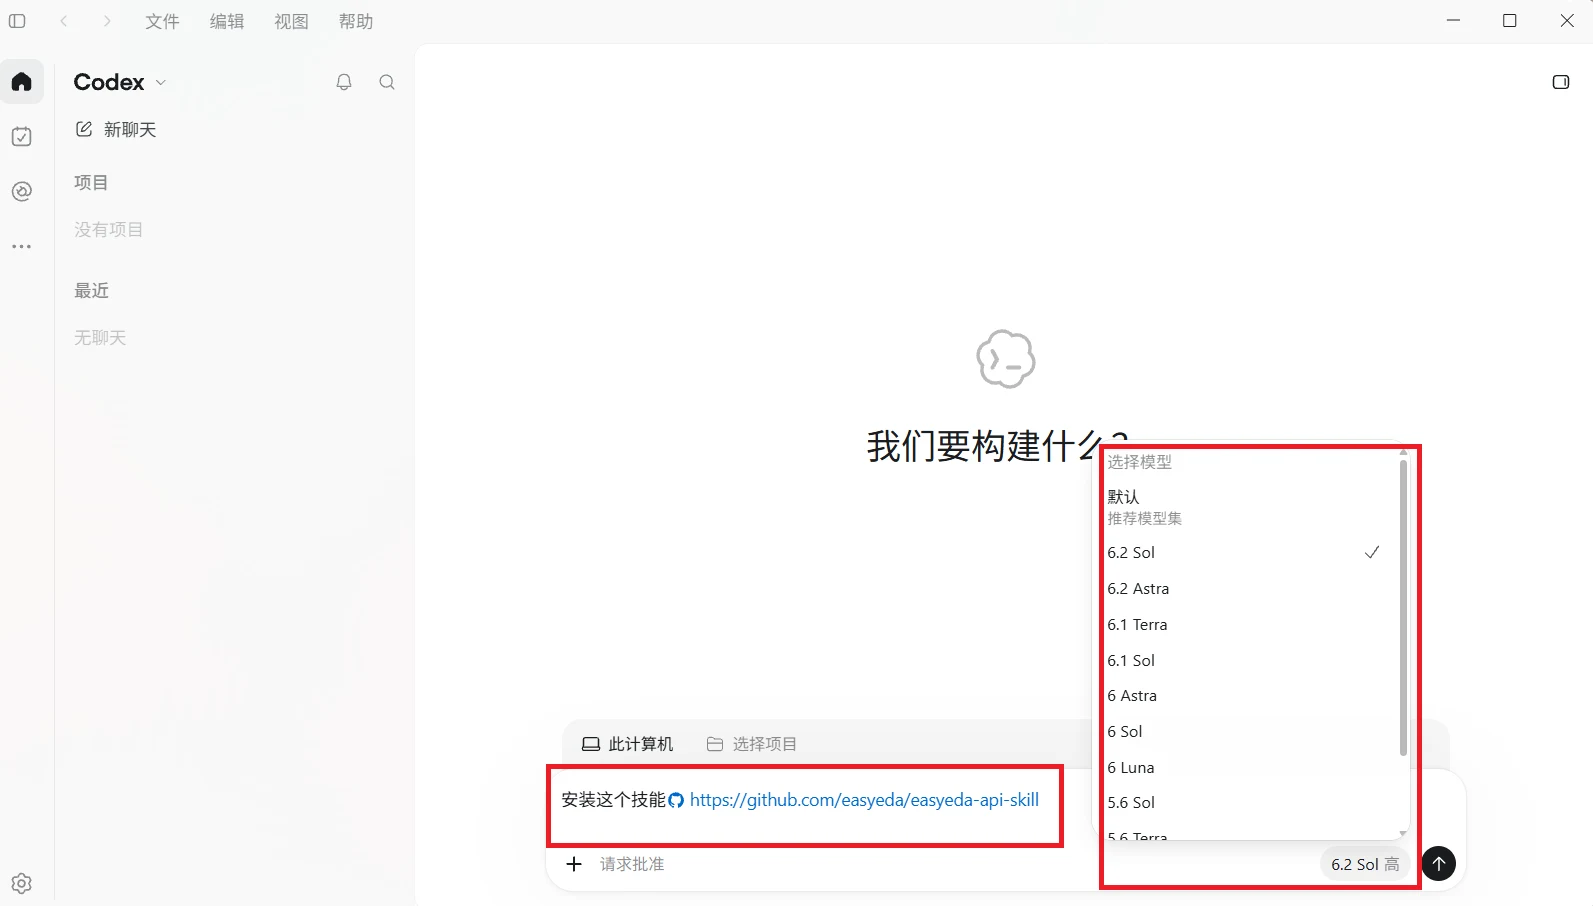 文件 编辑 视图 帮助
Codex
新聊天
项目
没有项目
最近
无聊天
我们要构建什么?
选择模型
默认
推荐模型集
6.2 Sol
6.2 Astra
6.1 Terra
6.1 Sol
6 Astra
6 Sol
6 Luna
5.6 Sol
5.6 Terra
此计算机 选择项目
安装这个技能 https://github.com/easyeda/easyeda-api-skill
请求批准
6.2 Sol 高